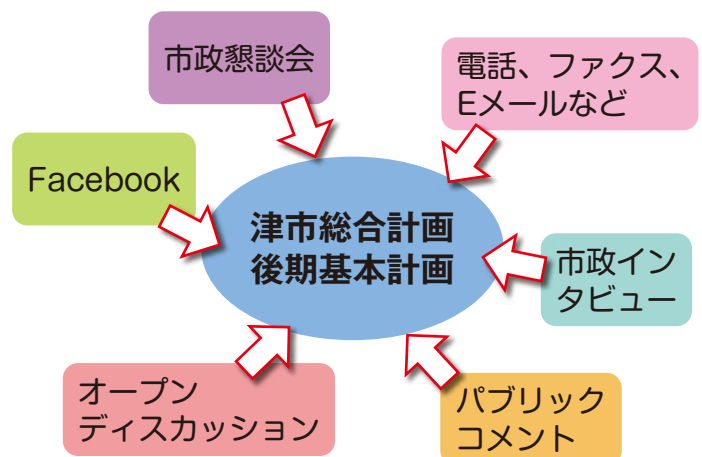 市政懇談会
電話、ファクス、
Eメールなど
Facebook
津市総合計画
後期基本計画
市政イン
タビュー
オープン
ディスカッション
パブリック
コメント